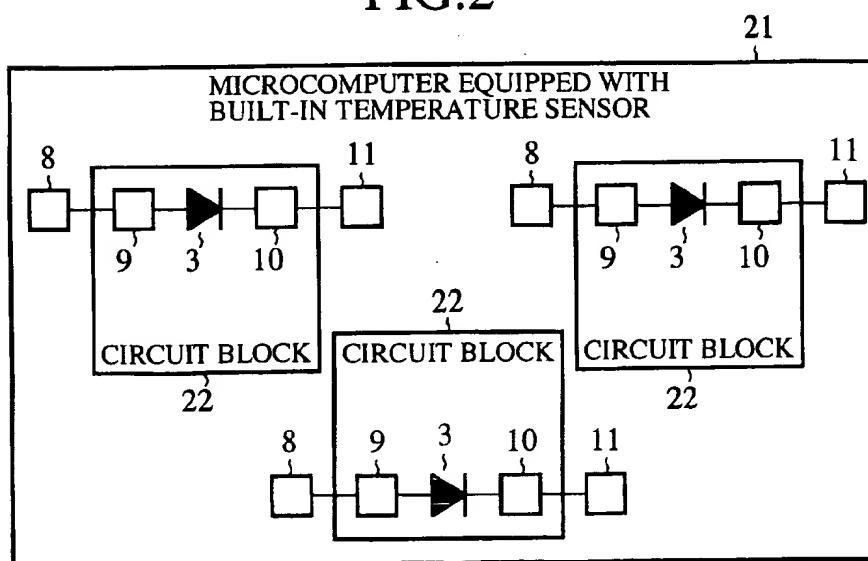 FIG.2
21
MICROCOMPUTER EQUIPPED WITH
BUILT-IN TEMPERATURE SENSOR
8 11 8 11
9 3 10 9 3 10
22
CIRCUIT BLOCK CIRCUIT BLOCK CIRCUIT BLOCK
22 22
8 9 3 10 11